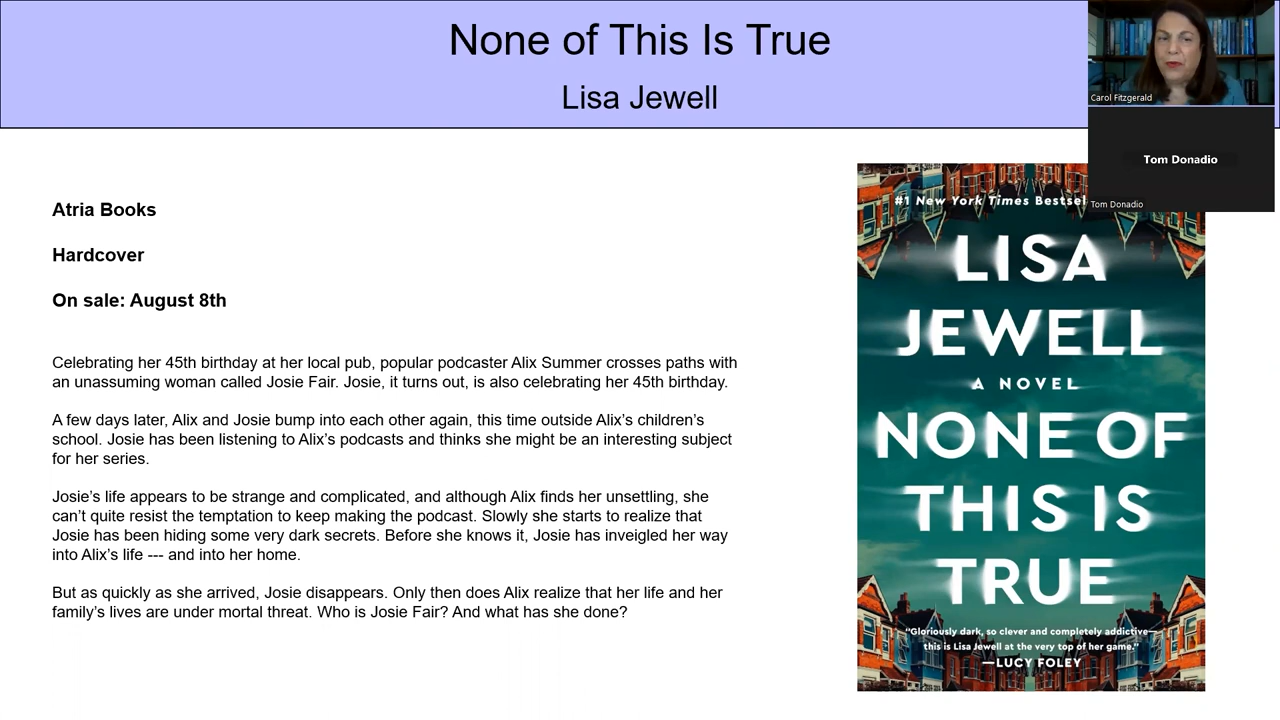 None of This Is True
Lisa Jewell
Carol Fitzgerald
Tom Donadio
Tom Donadio
Atria Books
Hardcover
On sale: August 8th
Celebrating her 45th birthday at her local pub, popular podcaster Alix Summer crosses paths with
an unassuming woman called Josie Fair. Josie, it turns out, is also celebrating her 45th birthday.
A few days later, Alix and Josie bump into each other again, this time outside Alix’s children’s
school. Josie has been listening to Alix’s podcasts and thinks she might be an interesting subject
for her series.
Josie’s life appears to be strange and complicated, and although Alix finds her unsettling, she
can’t quite resist the temptation to keep making the podcast. Slowly she starts to realize that
Josie has been hiding some very dark secrets. Before she knows it, Josie has inveigled her way
into Alix’s life --- and into her home.
But as quickly as she arrived, Josie disappears. Only then does Alix realize that her life and her
family’s lives are under mortal threat. Who is Josie Fair? And what has she done?
#1 New York Times Bestsel
LISA
JEWELL
A NOVEL
NONE OF
THIS IS
TRUE
“Gloriously dark, so clever and completely addictive—
this is Lisa Jewell at the very top of her game.”
—LUCY FOLEY